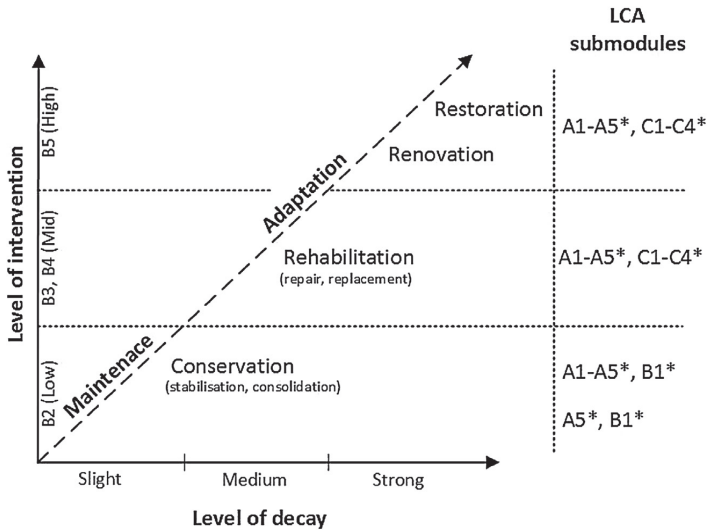 LCA
submodules
B5 (High)
Restoration
A1-A5*, C1-C4*
Renovation
Adaptation
Level of intervention
B3, B4 (Mid)
Rehabilitation
(repair, replacement)
A1-A5*, C1-C4*
Maintenace
B2 (Low)
Conservation
(stabilisation, consolidation)
A1-A5*, B1*
A5*, B1*
Slight
Medium
Strong
Level of decay